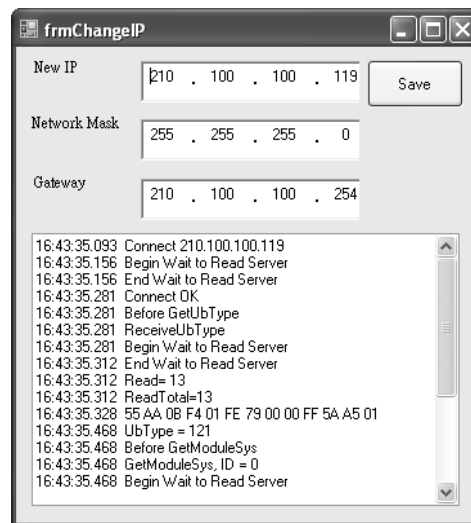 frmChangeIP
New IP
210 . 100 . 100 . 119
Save
Network Mask
255 . 255 . 255 . 0
Gateway
210 . 100 . 100 . 254
16:43:35.093 Connect 210.100.100.119
16:43:35.156 Begin Wait to Read Server
16:43:35.156 End Wait to Read Server
16:43:35.281 Connect OK
16:43:35.281 Before GetUbType
16:43:35.281 ReceiveUbType
16:43:35.281 Begin Wait to Read Server
16:43:35.312 End Wait to Read Server
16:43:35.312 Read= 13
16:43:35.312 ReadTotal=13
16:43:35.328 55 AA 0B F4 01 FE 79 00 00 FF 5A A5 01
16:43:35.468 UbType = 121
16:43:35.468 Before GetModuleSys
16:43:35.468 GetModuleSys, ID = 0
16:43:35.468 Begin Wait to Read Server